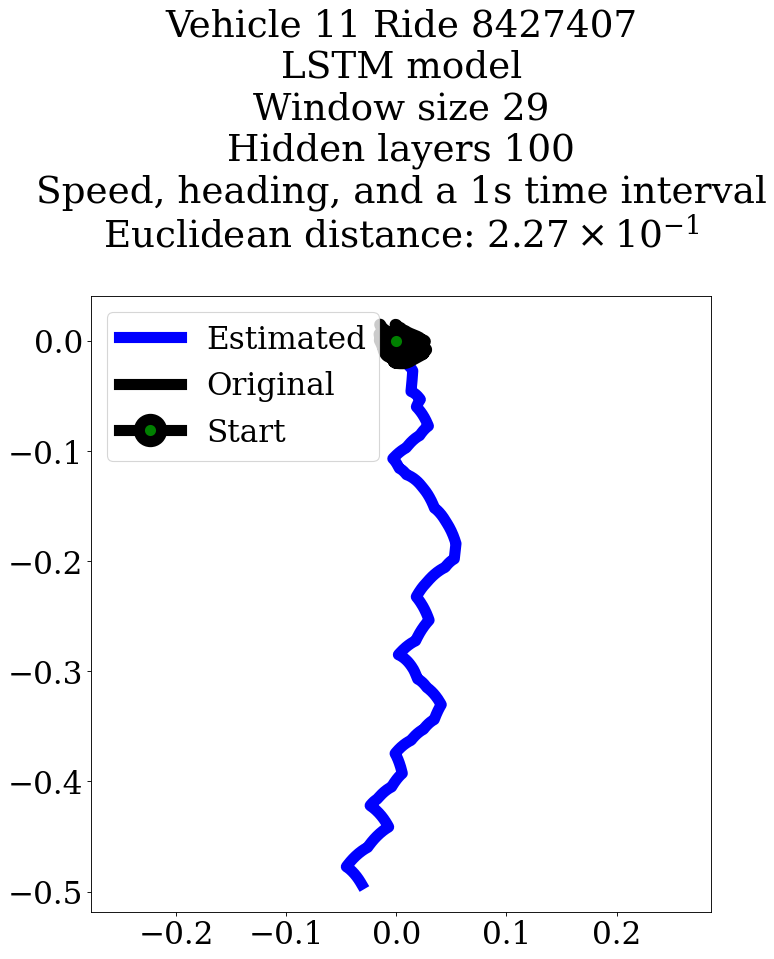 Vehicle 11 Ride 8427407
LSTM model
Window size 29
Hidden layers 100
Speed, heading, and a 1s time interval
Euclidean distance: 2.27 × 10⁻¹
Estimated
Original
Start
0.0
−0.1
−0.2
−0.3
−0.4
−0.5
−0.2 −0.1 0.0 0.1 0.2